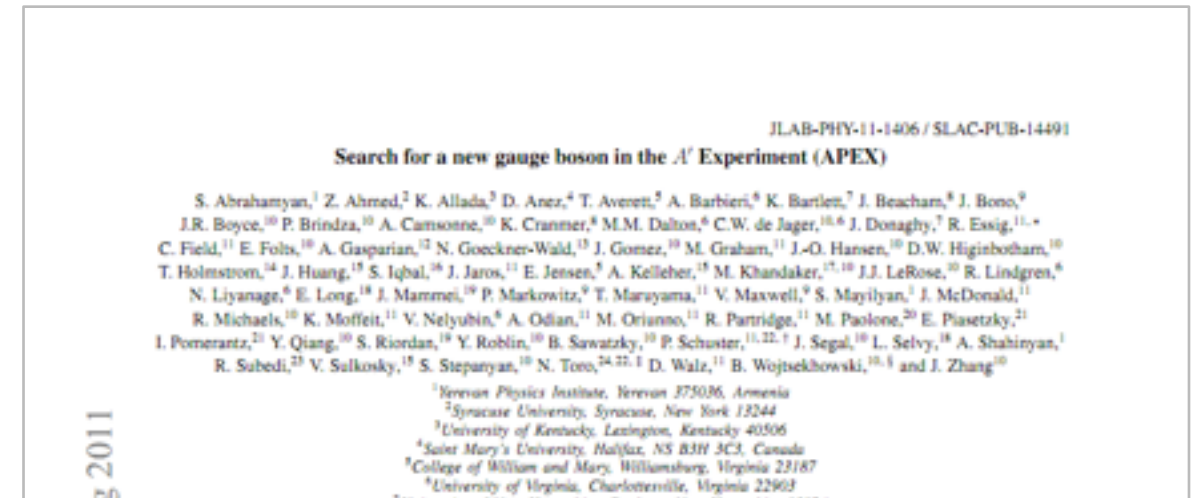 JLAB-PHY-11-1406 / SLAC-PUB-14491
Search for a new gauge boson in the A′ Experiment (APEX)
S. Abrahamyan,¹ Z. Ahmed,² K. Allada,³ D. Anez,⁴ T. Averett,⁵ A. Barbieri,⁶ K. Bartlett,⁷ J. Beacham,⁸ J. Bono,⁹
J.R. Boyce,¹⁰ P. Brindza,¹⁰ A. Camsonne,¹⁰ K. Cranmer,⁸ M.M. Dalton,⁶ C.W. de Jager,¹⁰,⁶ J. Donaghy,⁷ R. Essig,¹¹,*
C. Field,¹¹ E. Folts,¹⁰ A. Gasparian,¹² N. Goeckner-Wald,¹³ J. Gomez,¹⁰ M. Graham,¹¹ J.-O. Hansen,¹⁰ D.W. Higinbotham,¹⁰
T. Holmstrom,¹⁴ J. Huang,¹⁵ S. Iqbal,¹⁶ J. Jaros,¹¹ E. Jensen,⁵ A. Kelleher,¹⁵ M. Khandaker,¹⁷,¹⁰ J.J. LeRose,¹⁰ R. Lindgren,⁶
N. Liyanage,⁶ E. Long,¹⁸ J. Mammei,¹⁹ P. Markowitz,⁹ T. Maruyama,¹¹ V. Maxwell,⁹ S. Mayilyan,¹ J. McDonald,¹¹
R. Michaels,¹⁰ K. Moffeit,¹¹ V. Nelyubin,⁶ A. Odian,¹¹ M. Oriunno,¹¹ R. Partridge,¹¹ M. Paolone,²⁰ E. Piasetzky,²¹
I. Pomerantz,²¹ Y. Qiang,¹⁰ S. Riordan,¹⁹ Y. Roblin,¹⁰ B. Sawatzky,¹⁰ P. Schuster,¹¹,²²,† J. Segal,¹⁰ L. Selvy,¹⁸ A. Shahinyan,¹
R. Subedi,²³ V. Sulkosky,¹⁵ S. Stepanyan,¹⁰ N. Toro,²⁴,²²,‡ D. Walz,¹¹ B. Wojtsekhowski,¹⁰,§ and J. Zhang¹⁰
¹Yerevan Physics Institute, Yerevan 375036, Armenia
²Syracuse University, Syracuse, New York 13244
³University of Kentucky, Lexington, Kentucky 40506
⁴Saint Mary's University, Halifax, NS B3H 3C3, Canada
⁵College of William and Mary, Williamsburg, Virginia 23187
⁶University of Virginia, Charlottesville, Virginia 22903
2011